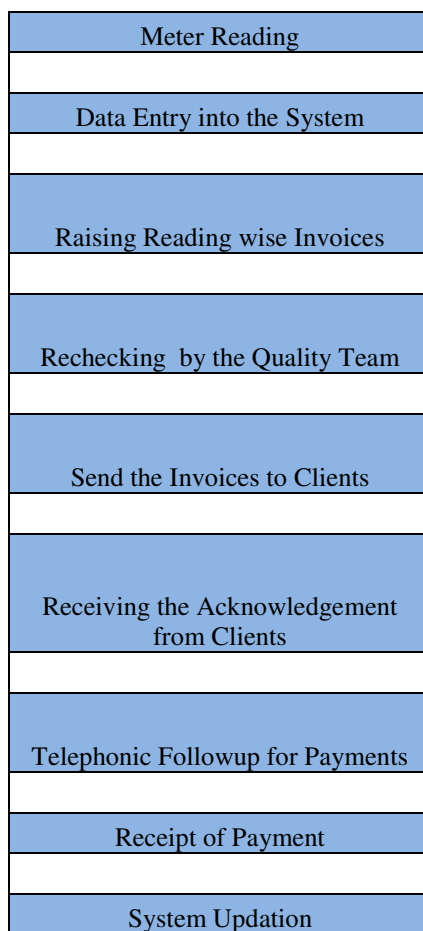 Meter Reading
Data Entry into the System
Raising Reading wise Invoices
Rechecking  by the Quality Team
Send the Invoices to Clients
Receiving the Acknowledgement
from Clients
Telephonic Followup for Payments
Receipt of Payment
System Updation